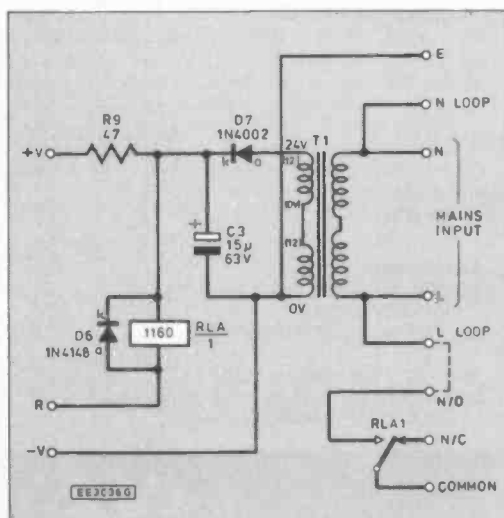 E
N LOOP
N
MAINS
INPUT
L
L LOOP
N/O
N/C
COMMON
RLA1
T1
24V
0V
D7
1N4002
R9
47
+V
C3
15µ
63V
+
D6
1N4148
k
a
k
a
1160
RLA
1
R
-V
EE3036G